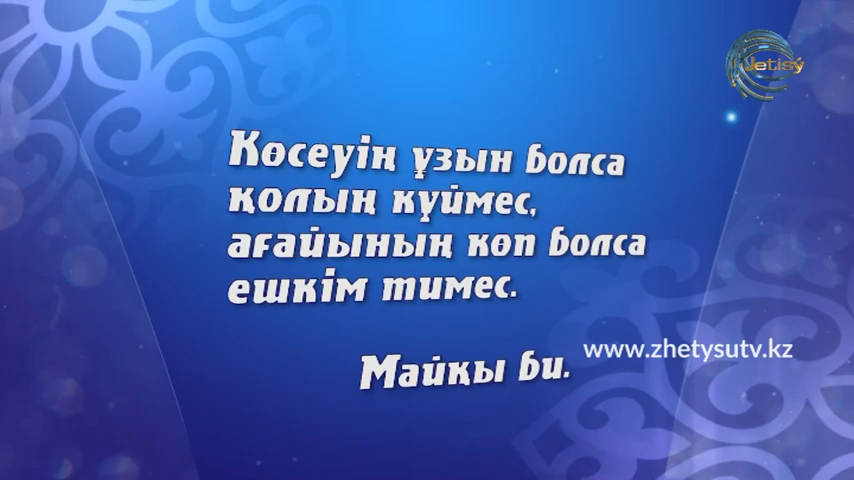 Jetisý
Көсеуің ұзын болса
қолың күймес,
ағайының көп болса
ешкім тимес.
www.zhetysutv.kz
Майқы би.